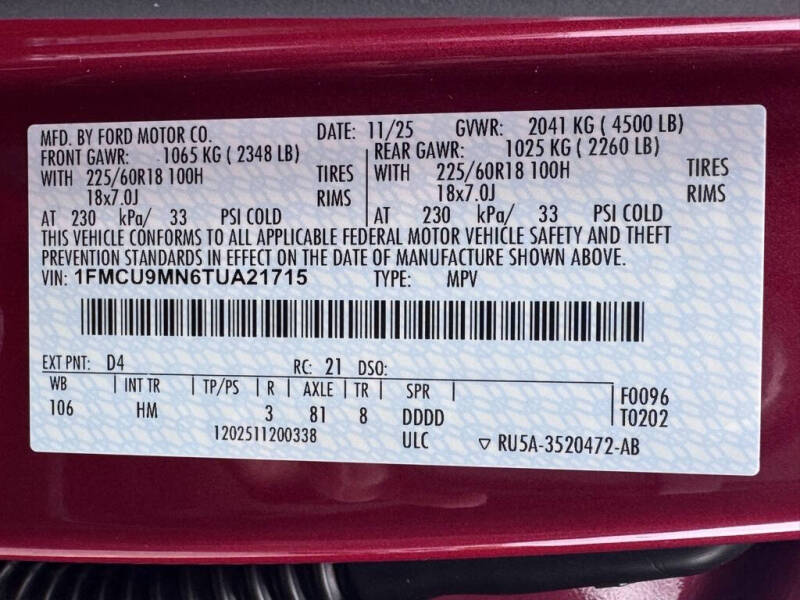 MFD. BY FORD MOTOR CO. DATE: 11/25 GVWR: 2041 KG ( 4500 LB)
FRONT GAWR: 1065 KG ( 2348 LB) REAR GAWR: 1025 KG ( 2260 LB)
WITH 225/60R18 100H TIRES WITH 225/60R18 100H TIRES
18x7.0J RIMS 18x7.0J RIMS
AT 230 kPa/ 33 PSI COLD AT 230 kPa/ 33 PSI COLD
THIS VEHICLE CONFORMS TO ALL APPLICABLE FEDERAL MOTOR VEHICLE SAFETY AND THEFT
PREVENTION STANDARDS IN EFFECT ON THE DATE OF MANUFACTURE SHOWN ABOVE.
VIN: 1FMCU9MN6TUA21715 TYPE: MPV
EXT PNT: D4 RC: 21 DSO:
WB INT TR TP/PS R AXLE TR SPR F0096
106 HM 3 81 8 DDDD T0202
1202511200338 ULC RU5A-3520472-AB